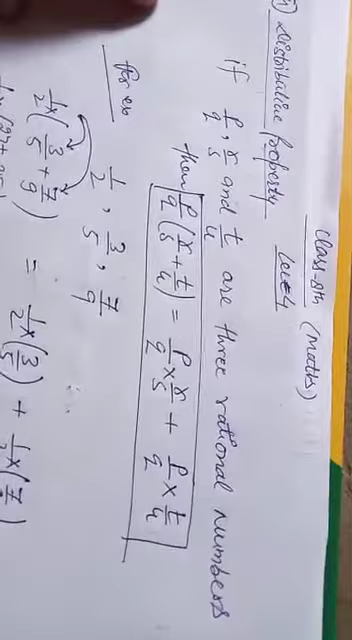 Class-8th (Maths)
Lec-4
Distributive property
if p/q, r/s and t/u are three rational numbers
then p/q (r/s + t/u) = p/q × r/s + p/q × t/u
for ex 1/2, 3/5, 7/9
1/2 × (3/5 + 7/9) = 1/2 × (3/5) + 1/2 × (7/